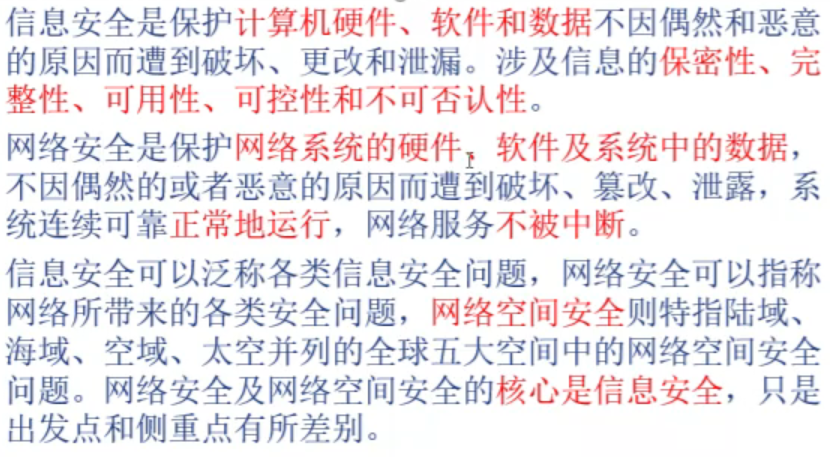 信息安全是保护计算机硬件、软件和数据不因偶然和恶意
的原因而遭到破坏、更改和泄漏。涉及信息的保密性、完
整性、可用性、可控性和不可否认性。
网络安全是保护网络系统的硬件、软件及系统中的数据，
不因偶然的或者恶意的原因而遭到破坏、篡改、泄露，系
统连续可靠正常地运行，网络服务不被中断。
信息安全可以泛称各类信息安全问题，网络安全可以指称
网络所带来的各类安全问题，网络空间安全则特指陆域、
海域、空域、太空并列的全球五大空间中的网络空间安全
问题。网络安全及网络空间安全的核心是信息安全，只是
出发点和侧重点有所差别。